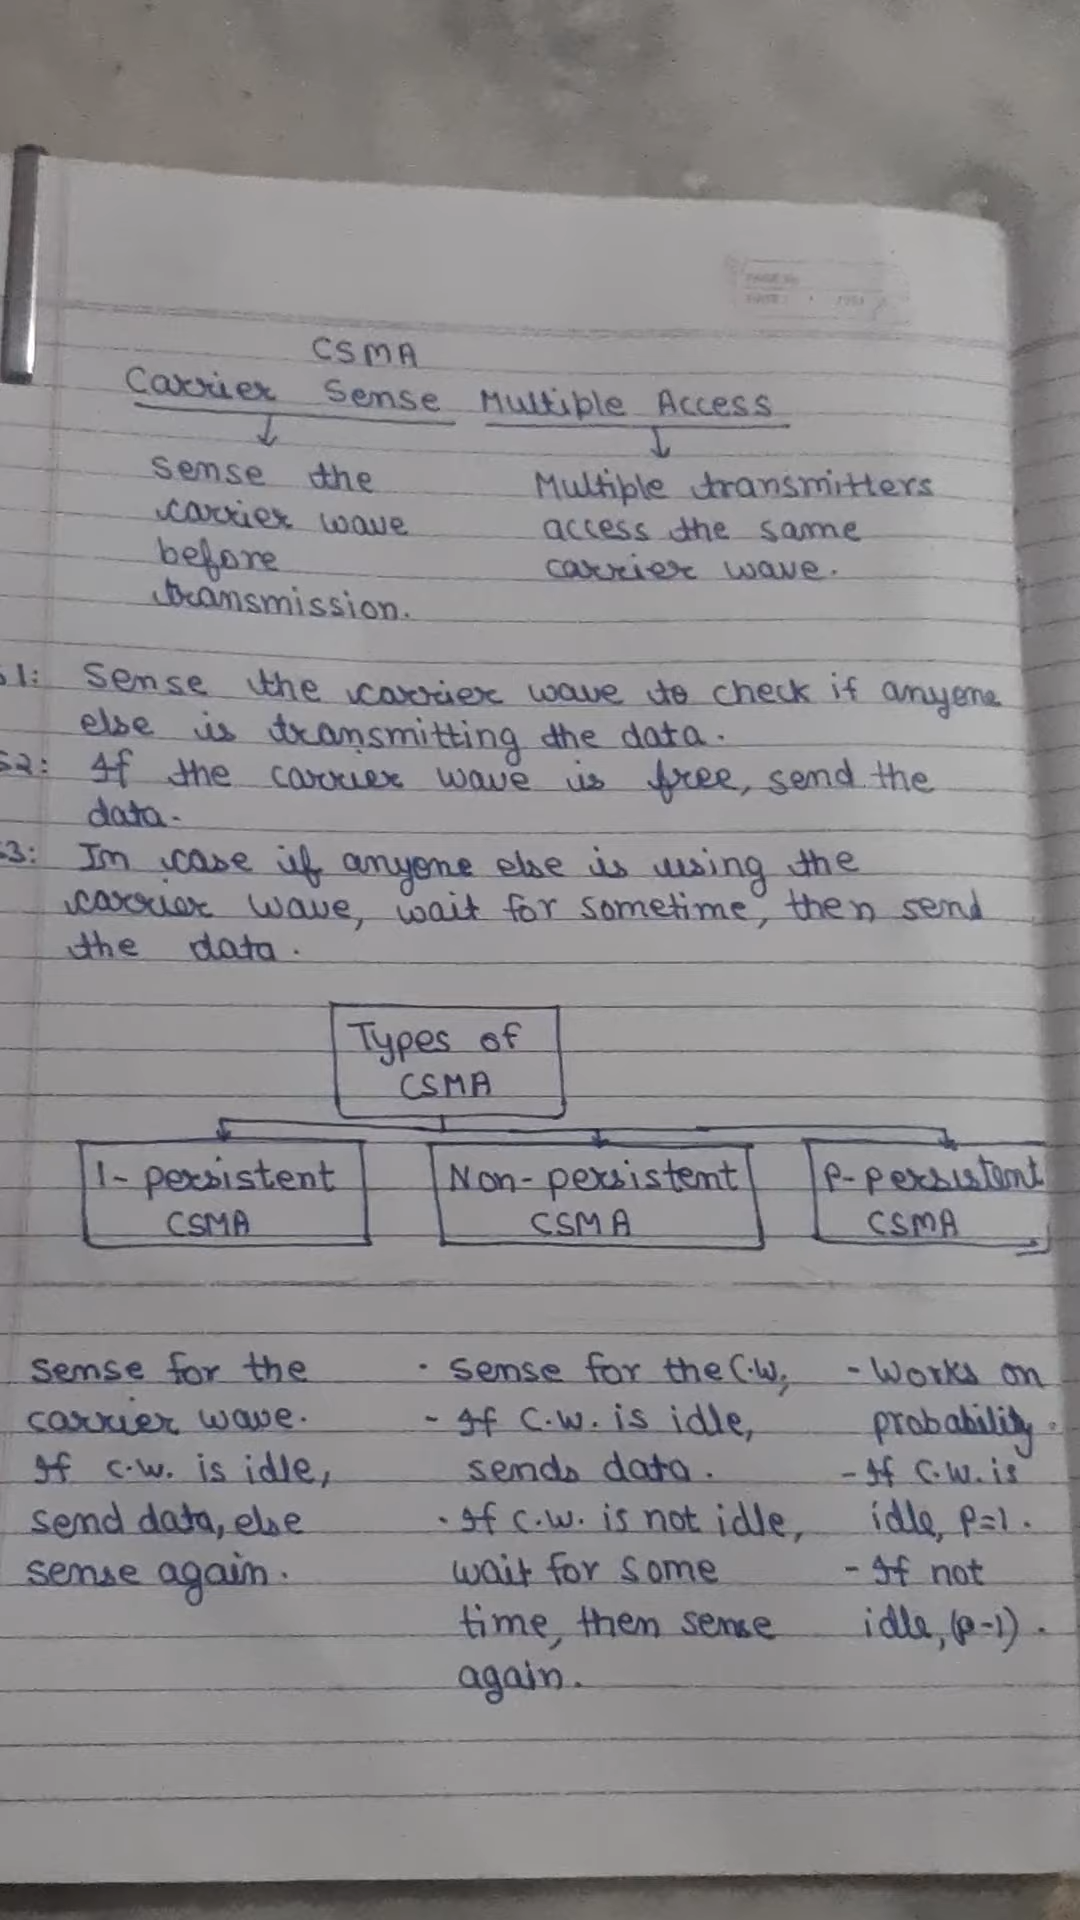 CSMA
Carrier Sense Multiple Access
sense the
carrier wave
before
transmission.
Multiple transmitters
access the same
carrier wave.
1: Sense the carrier wave to check if anyone
else is transmitting the data.
S2: If the carrier wave is free, send the
data.
3: In case if anyone else is using the
carrier wave, wait for sometime, then send
the data.
Types of
CSMA
1- persistent
CSMA
Non-persistent
CSMA
P-persistent
CSMA
sense for the
carrier wave.
If c.w. is idle,
send data, else
sense again.
· sense for the C.W,
- If C.W. is idle,
sends data.
· If c.w. is not idle,
wait for some
time, then sense
again.
- Works on
probability.
- If C.W. is
idle, P=1.
- If not
idle, (p-1).